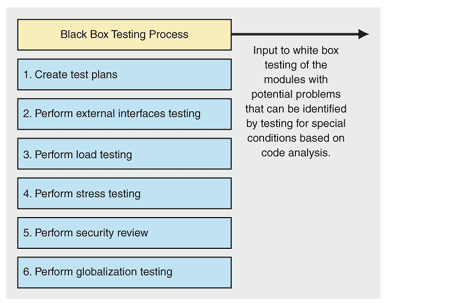 Black Box Testing Process
1. Create test plans
2. Perform external interfaces testing
3. Perform load testing
4. Perform stress testing
5. Perform security review
6. Perform globalization testing
Input to white box
testing of the
modules with
potential problems
that can be identified
by testing for special
conditions based on
code analysis.